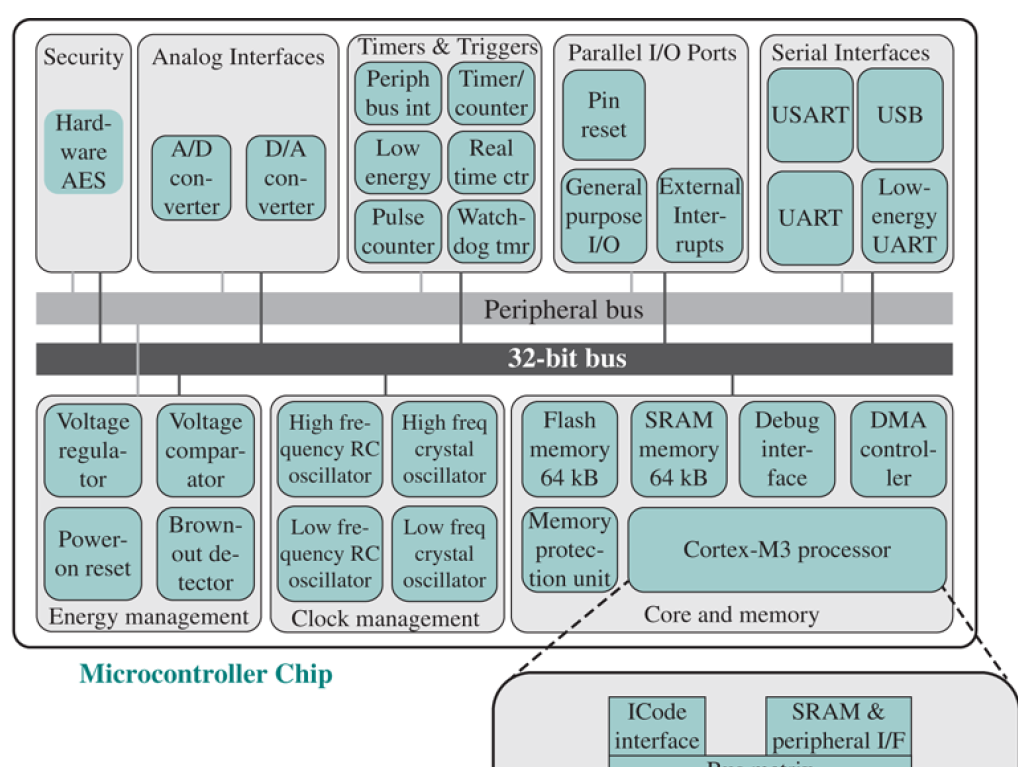 Security
Hard-
ware
AES
Analog Interfaces
A/D
con-
verter
D/A
con-
verter
Timers & Triggers
Periph
bus int
Timer/
counter
Low
energy
Real
time ctr
Pulse
counter
Watch-
dog tmr
Parallel I/O Ports
Pin
reset
General
purpose
I/O
External
Inter-
rupts
Serial Interfaces
USART
USB
UART
Low-
energy
UART
Peripheral bus
32-bit bus
Voltage
regula-
tor
Voltage
compar-
ator
Power-
on reset
Brown-
out de-
tector
Energy management
High fre-
quency RC
oscillator
High freq
crystal
oscillator
Low fre-
quency RC
oscillator
Low freq
crystal
oscillator
Clock management
Flash
memory
64 kB
SRAM
memory
64 kB
Debug
inter-
face
DMA
control-
ler
Memory
protec-
tion unit
Cortex-M3 processor
Core and memory
Microcontroller Chip
ICode
interface
SRAM &
peripheral I/F